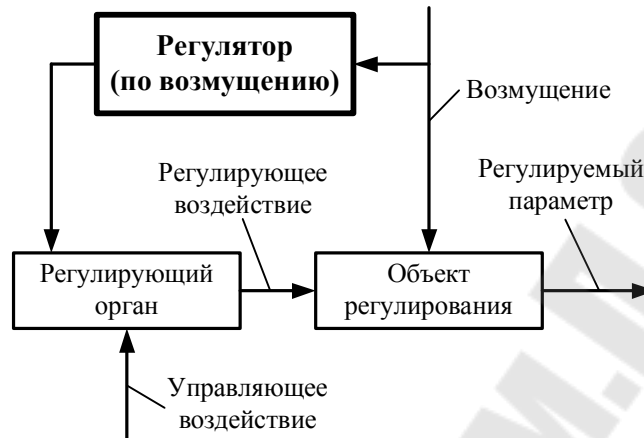 Регулятор
(по возмущению)
Возмущение
Регулирующее
воздействие
Регулируемый
параметр
Регулирующий
орган
Объект
регулирования
Управляющее
воздействие